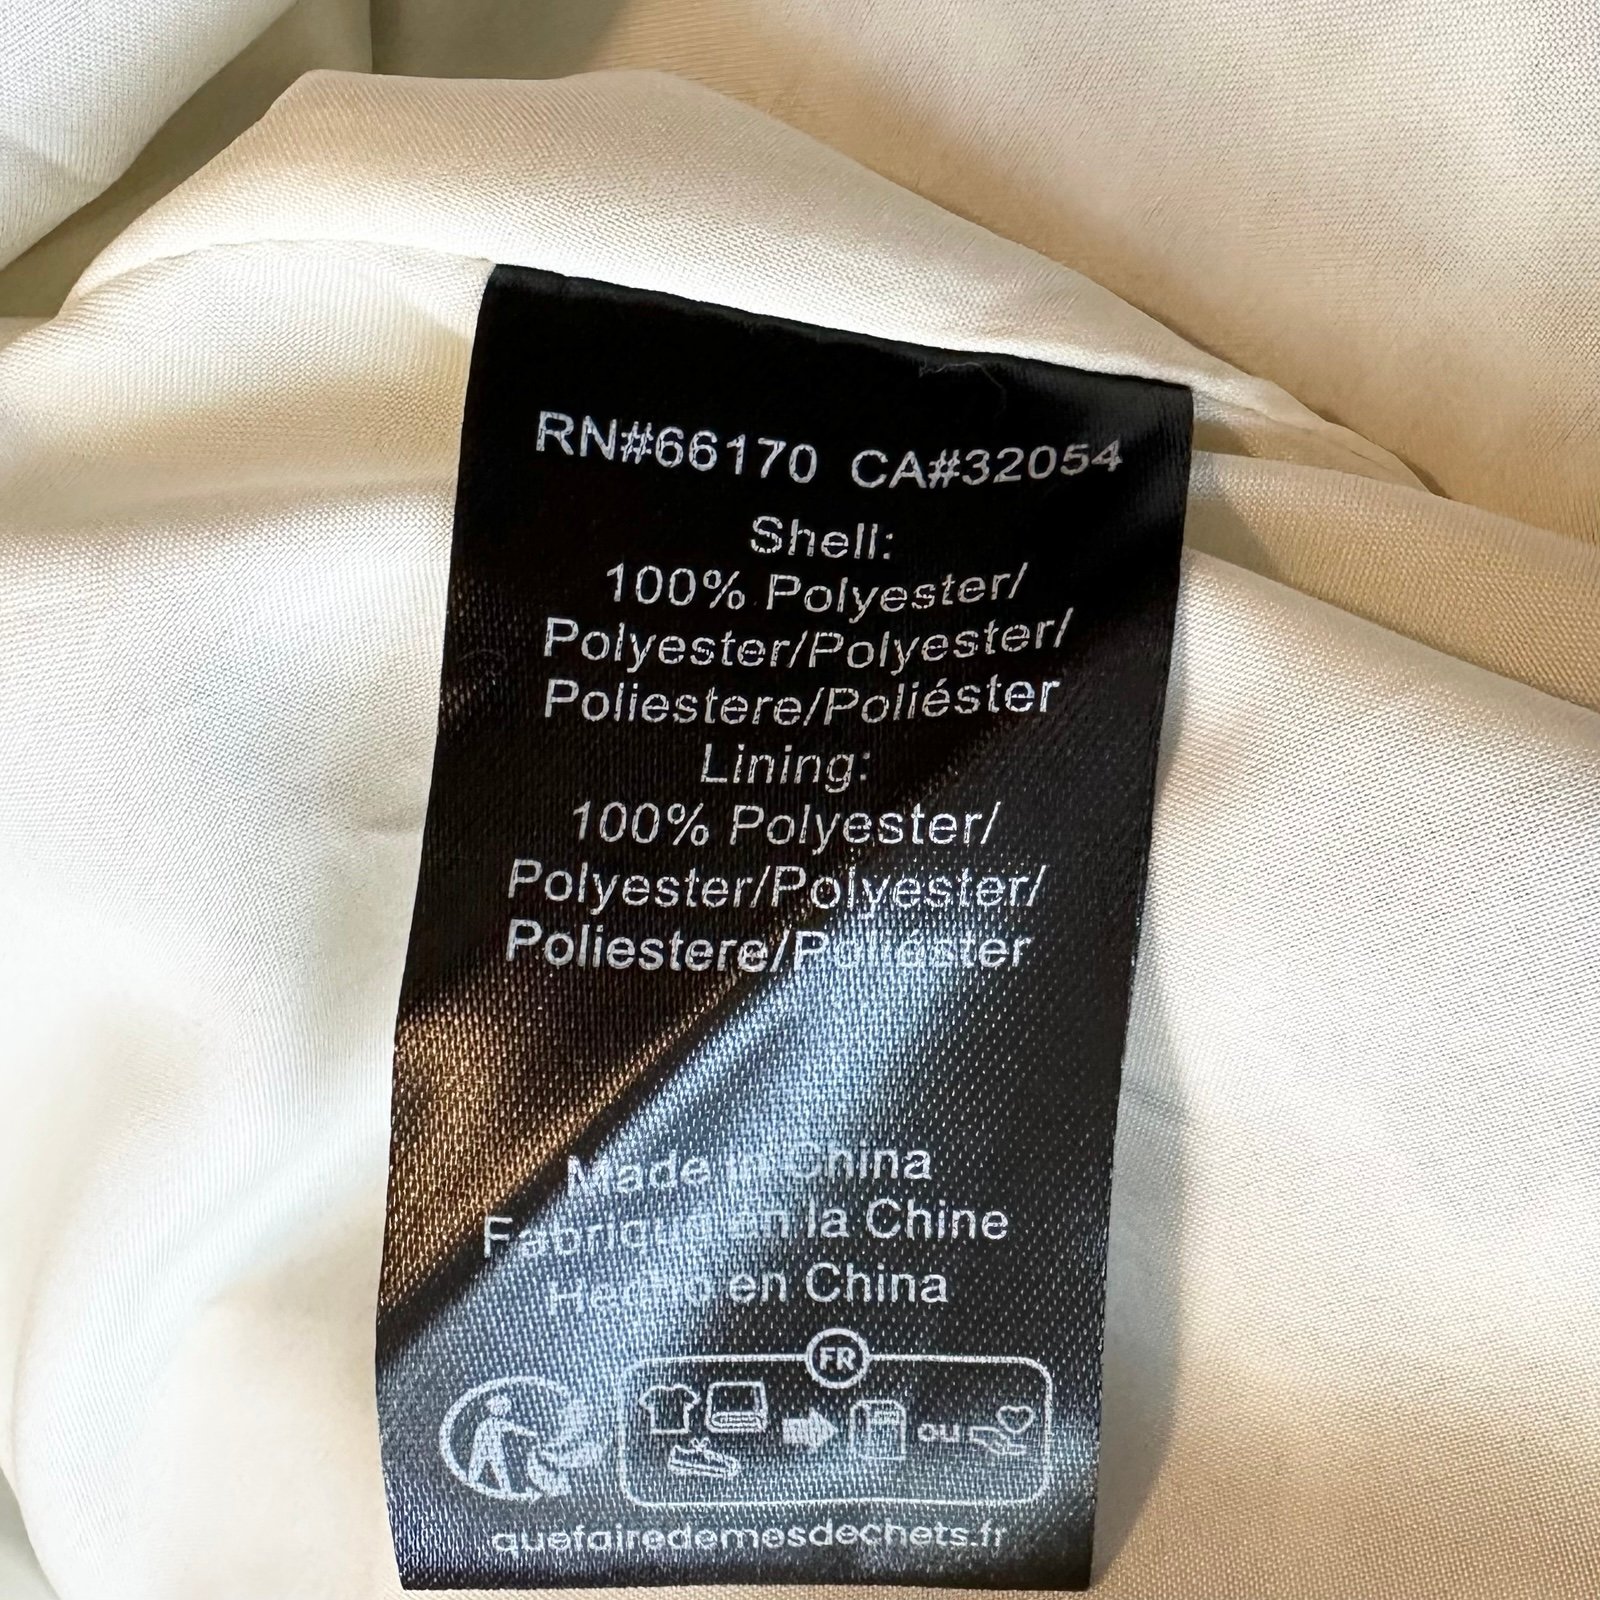 RN#66170 CA#32054
Shell:
100% Polyester/
Polyester/Polyester/
Poliestere/Poliéster
Lining:
100% Polyester/
Polyester/Polyester/
Poliestere/Poliéster
Made in China
Fabriqué en la Chine
Hecho en China
FR
ou
quefairedemesdechets.fr